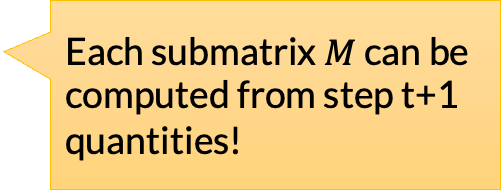 Each submatrix 𝑀 can be
computed from step t+1
quantities!